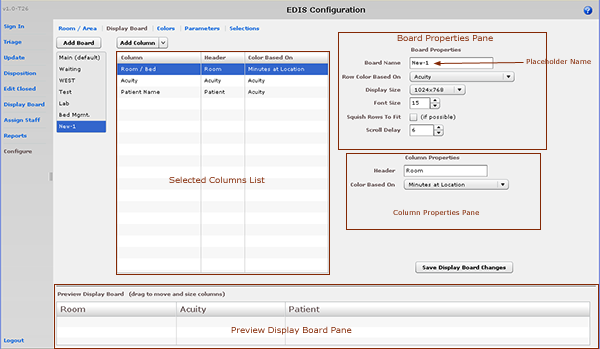 v1.0-726
EDIS Configuration
?
Sign In
Triage
Update
Disposition
Edit Closed
Display Board
Assign Staff
Reports
Configure
Logout
Room / Area
Display Board
Colors
Parameters
Selections
Add Board
Add Column
Main (default)
Waiting
WEST
Test
Lab
Bed Mgmt.
New-1
Column Header Color Based On
Room / Bed Room Minutes at Location
Acuity Acuity Acuity
Patient Name Patient Acuity
Selected Columns List
Board Properties Pane
Board Properties
Board Name New-1 Placeholder Name
Row Color Based On Acuity
Display Size 1024x768
Font Size 15
Squish Rows To Fit (if possible)
Scroll Delay 6
Column Properties
Header Room
Color Based On Minutes at Location
Column Properties Pane
Save Display Board Changes
Preview Display Board (drag to move and size columns)
Room Acuity Patient
Preview Display Board Pane